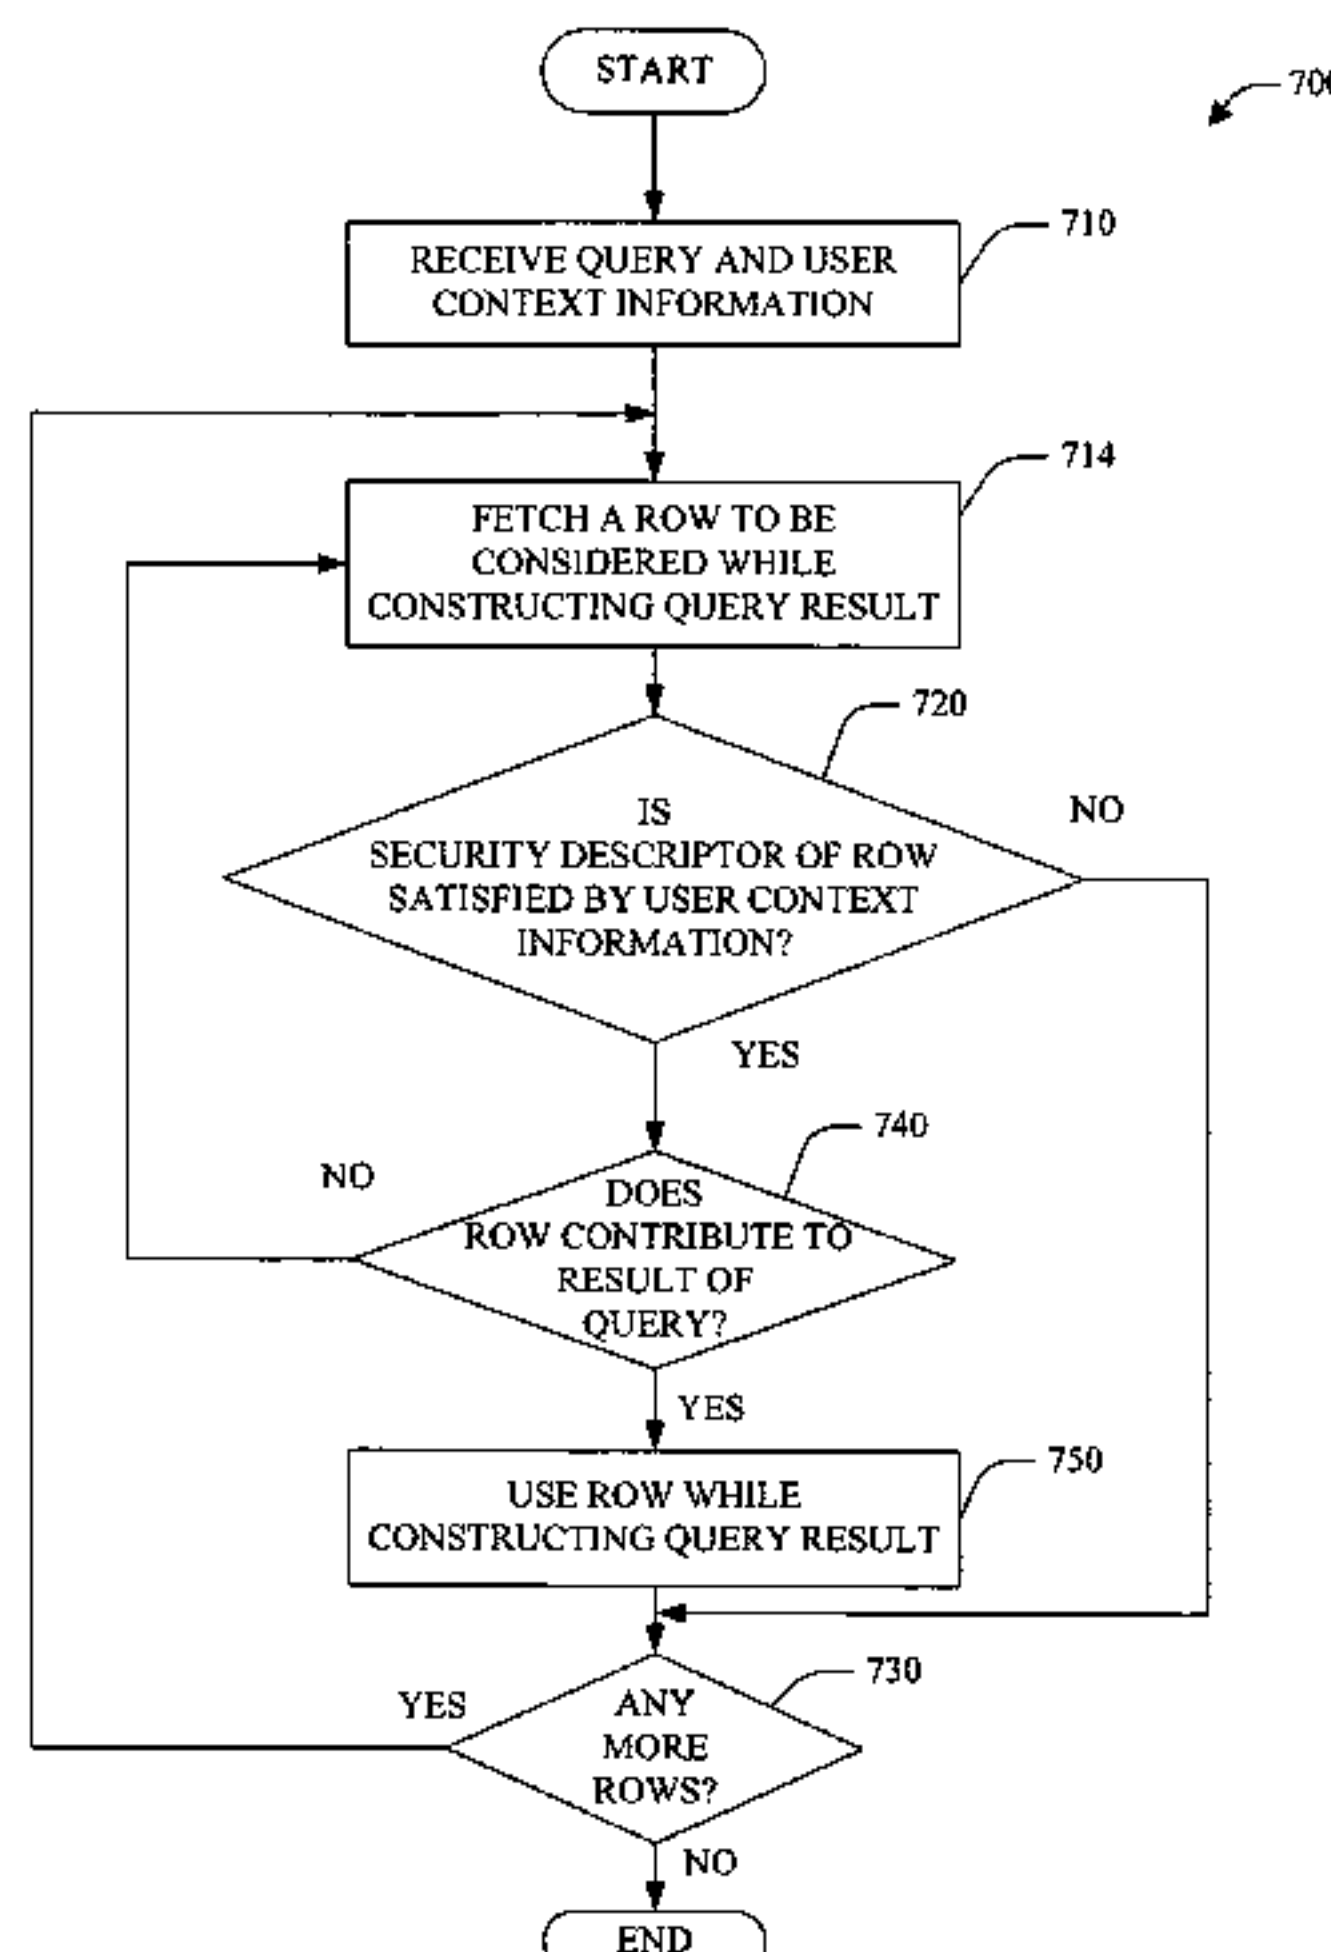 START
700
710
RECEIVE QUERY AND USER
CONTEXT INFORMATION
714
FETCH A ROW TO BE
CONSIDERED WHILE
CONSTRUCTING QUERY RESULT
720
NO
IS
SECURITY DESCRIPTOR OF ROW
SATISFIED BY USER CONTEXT
INFORMATION?
YES
740
NO
DOES
ROW CONTRIBUTE TO
RESULT OF
QUERY?
YES
750
USE ROW WHILE
CONSTRUCTING QUERY RESULT
730
YES
ANY
MORE
ROWS?
NO
END